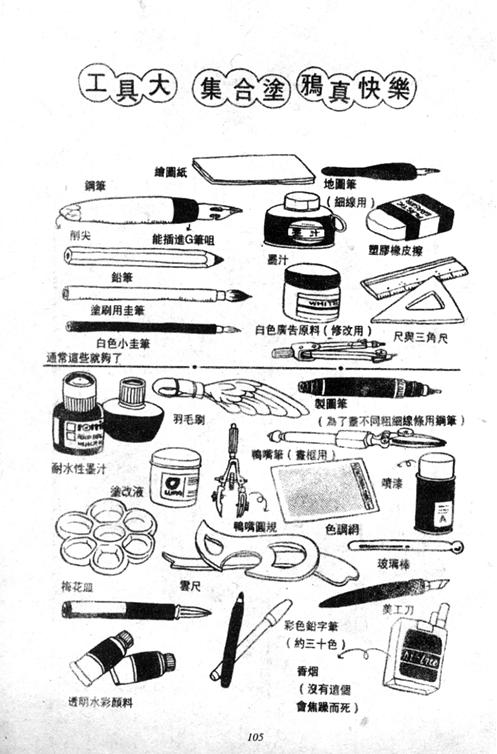 工具大集合塗鴉真快樂
繪圖紙
地圖筆
（細線用）
鋼筆
削尖
能插進G筆咀
墨汁
墨汁
塑膠橡皮擦
鉛筆
塗刷用圭筆
WHITE
白色廣告原料（修改用）
尺與三角尺
白色小圭筆
通常這些就夠了
羽毛刷
製圖筆
（為了畫不同粗細線條用鋼筆）
耐水性墨汁
鴨嘴筆（畫框用）
塗改液
噴漆
A
鴨嘴圓規
色調網
玻璃棒
梅花皿
雲尺
美工刀
彩色鉛字筆
（約三十色）
香烟
（沒有這個
會焦躁而死）
透明水彩顏料
105